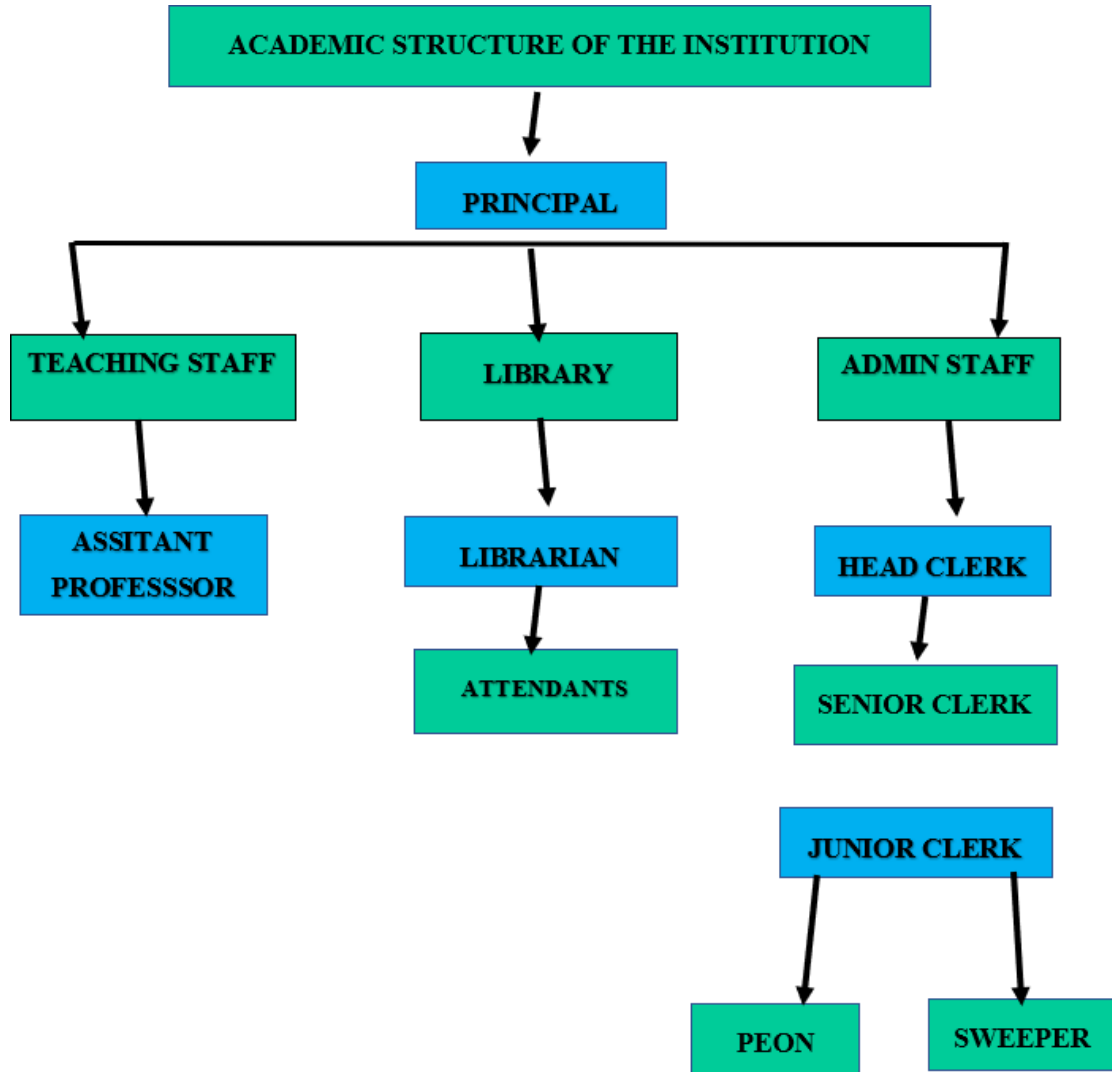 ACADEMIC STRUCTURE OF THE INSTITUTION
PRINCIPAL
TEACHING STAFF
LIBRARY
ADMIN STAFF
ASSITANT
PROFESSSOR
LIBRARIAN
HEAD CLERK
ATTENDANTS
SENIOR CLERK
JUNIOR CLERK
PEON
SWEEPER